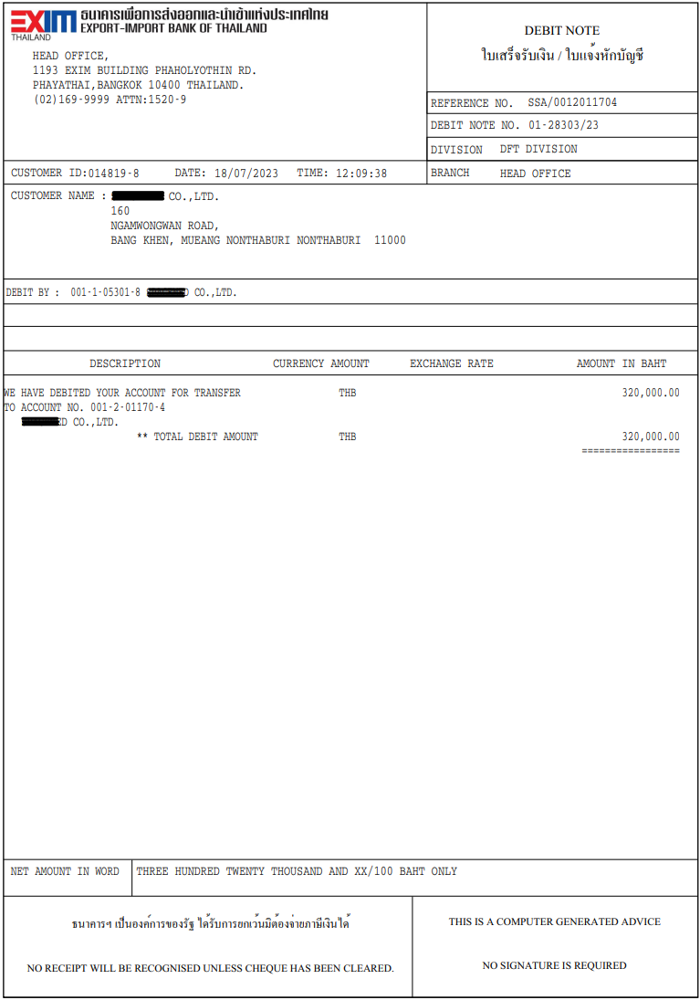 EXIM
THAILAND
ธนาคารเพื่อการส่งออกและนำเข้าแห่งประเทศไทย
EXPORT-IMPORT BANK OF THAILAND
HEAD OFFICE,
1193 EXIM BUILDING PHAHOLYOTHIN RD.
PHAYATHAI,BANGKOK 10400 THAILAND.
(02)169-9999 ATTN:1520-9
DEBIT NOTE
ใบเสร็จรับเงิน / ใบแจ้งหักบัญชี
REFERENCE NO. SSA/0012011704
DEBIT NOTE NO. 01-28303/23
DIVISION DFT DIVISION
CUSTOMER ID:014819-8 DATE: 18/07/2023 TIME: 12:09:38 BRANCH HEAD OFFICE
CUSTOMER NAME : CO.,LTD.
160
NGAMWONGWAN ROAD,
BANG KHEN, MUEANG NONTHABURI NONTHABURI 11000
DEBIT BY : 001-1-05301-8 D CO.,LTD.
DESCRIPTION CURRENCY AMOUNT EXCHANGE RATE AMOUNT IN BAHT
WE HAVE DEBITED YOUR ACCOUNT FOR TRANSFER THB 320,000.00
TO ACCOUNT NO. 001-2-01170-4
D CO.,LTD.
** TOTAL DEBIT AMOUNT THB 320,000.00
=================
NET AMOUNT IN WORD THREE HUNDRED TWENTY THOUSAND AND XX/100 BAHT ONLY
ธนาคารฯ เป็นองค์การของรัฐ ได้รับการยกเว้นมิต้องจ่ายภาษีเงินได้
NO RECEIPT WILL BE RECOGNISED UNLESS CHEQUE HAS BEEN CLEARED.
THIS IS A COMPUTER GENERATED ADVICE
NO SIGNATURE IS REQUIRED